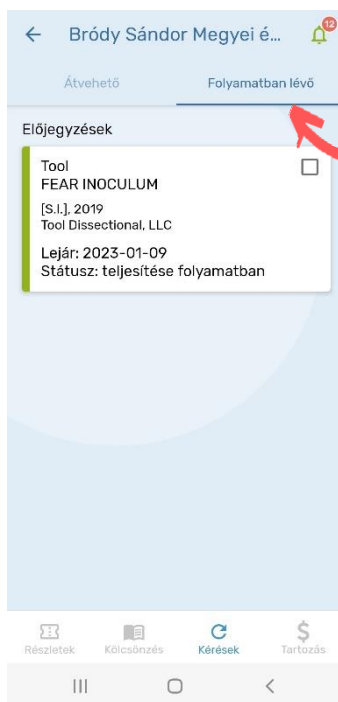 Bródy Sándor Megyei é...
12
Átvehető
Folyamatban lévő
Előjegyzések
Tool
FEAR INOCULUM
[S.l.], 2019
Tool Dissectional, LLC
Lejár: 2023-01-09
Státusz: teljesítése folyamatban
Részletek
Kölcsönzés
Kérések
Tartozás